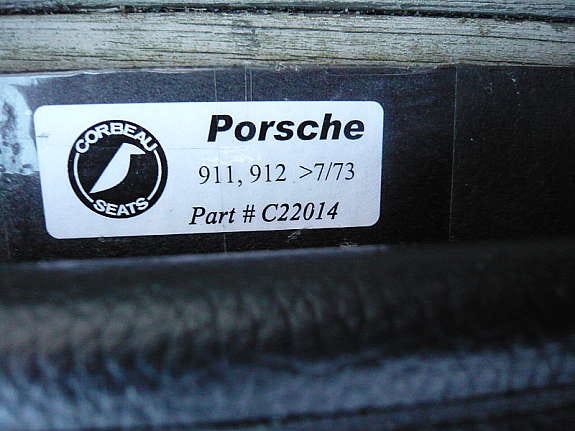 CORBEAU
SEATS
Porsche
911, 912 >7/73
Part # C22014